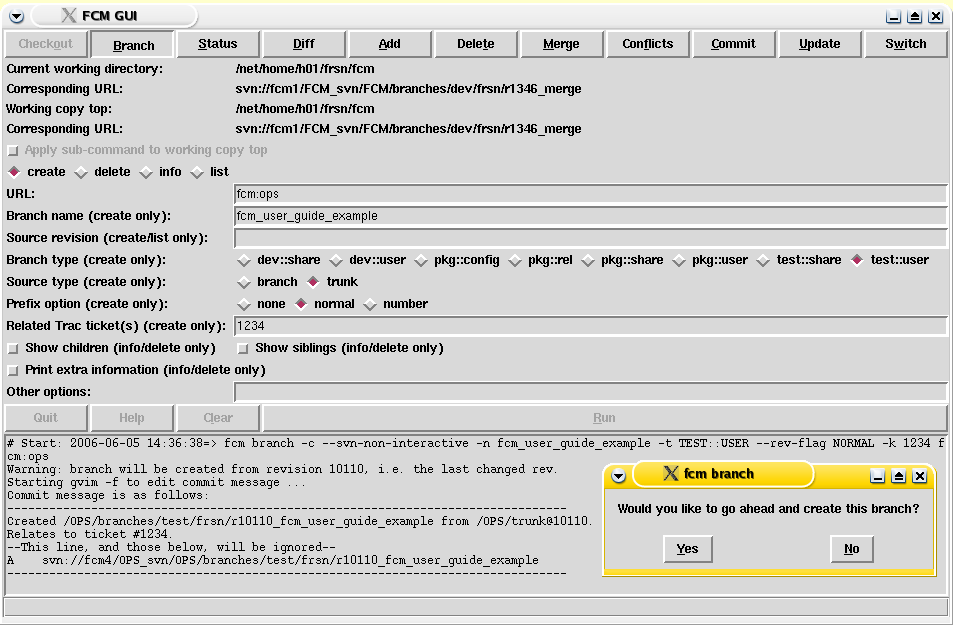 FCM GUI
Checkout Branch Status Diff Add Delete Merge Conflicts Commit Update Switch
Current working directory: /net/home/h01/frsn/fcm
Corresponding URL: svn://fcm1/FCM_svn/FCM/branches/dev/frsn/r1346_merge
Working copy top: /net/home/h01/frsn/fcm
Corresponding URL: svn://fcm1/FCM_svn/FCM/branches/dev/frsn/r1346_merge
Apply sub-command to working copy top
create delete info list
URL: fcm:ops
Branch name (create only): fcm_user_guide_example
Source revision (create/list only):
Branch type (create only): dev::share dev::user pkg::config pkg::rel pkg::share pkg::user test::share test::user
Source type (create only): branch trunk
Prefix option (create only): none normal number
Related Trac ticket(s) (create only): 1234
Show children (info/delete only) Show siblings (info/delete only)
Print extra information (info/delete only)
Other options:
Quit Help Clear Run
# Start: 2006-06-05 14:36:38=> fcm branch -c --svn-non-interactive -n fcm_user_guide_example -t TEST::USER --rev-flag NORMAL -k 1234 f
cm:ops
Warning: branch will be created from revision 10110, i.e. the last changed rev.
Starting gvim -f to edit commit message ...
Commit message is as follows:
--------------------------------------------------------------------------------
Created /OPS/branches/test/frsn/r10110_fcm_user_guide_example from /OPS/trunk@10110.
Relates to ticket #1234.
--This line, and those below, will be ignored--
A    svn://fcm4/OPS_svn/OPS/branches/test/frsn/r10110_fcm_user_guide_example
--------------------------------------------------------------------------------
fcm branch
Would you like to go ahead and create this branch?
Yes No